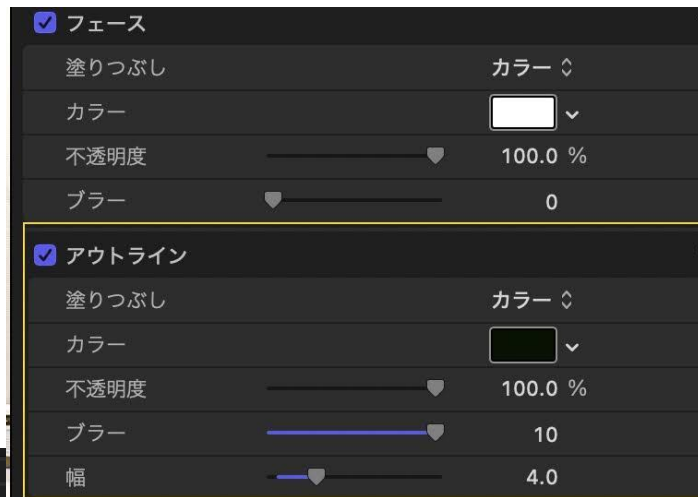 フェース
塗りつぶし カラー
カラー
不透明度 100.0 %
ブラー 0
アウトライン
塗りつぶし カラー
カラー
不透明度 100.0 %
ブラー 10
幅 4.0